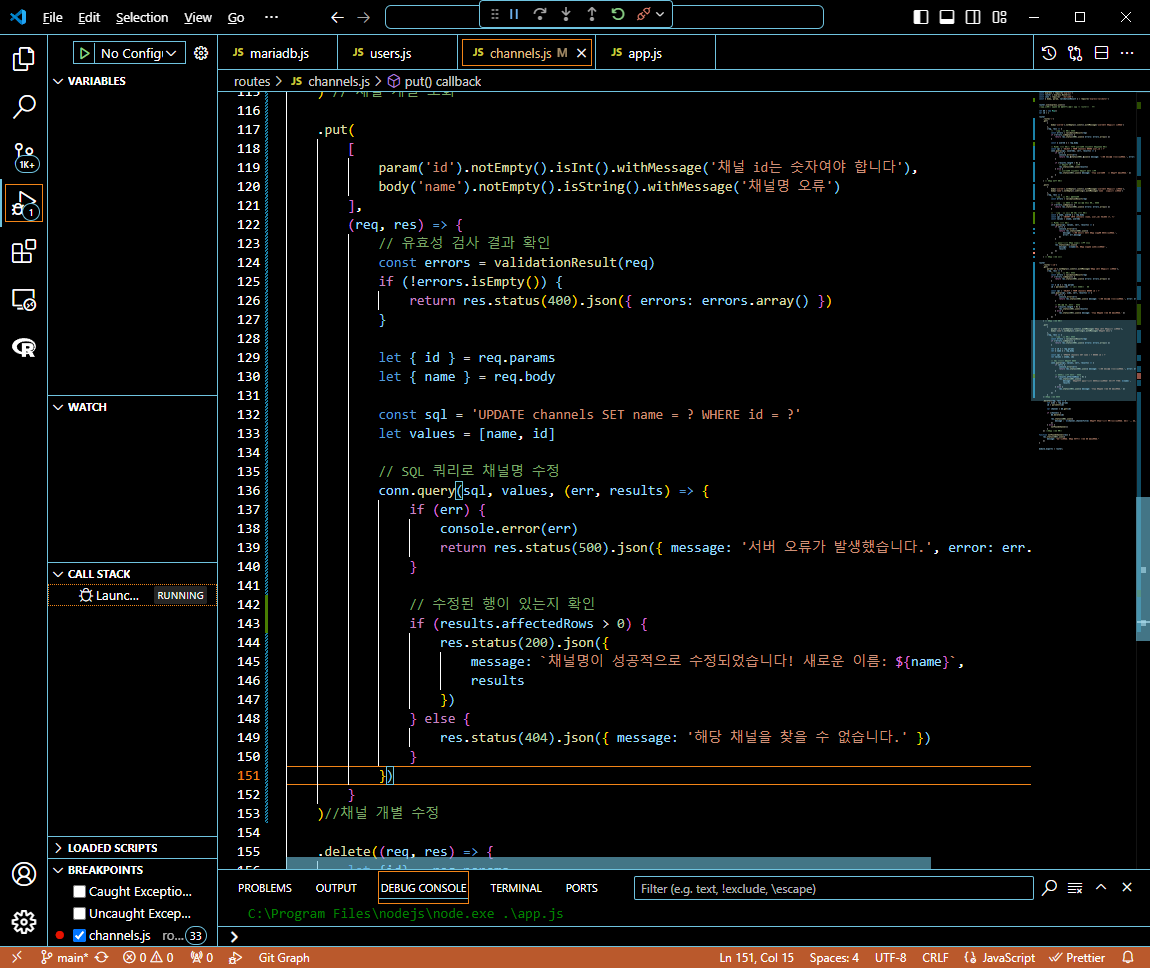 File Edit Selection View Go ···
No Configu
JS mariadb.js JS users.js JS channels.js M JS app.js
routes > JS channels.js > put() callback
VARIABLES
WATCH
CALL STACK
Launc... RUNNING
LOADED SCRIPTS
BREAKPOINTS
Caught Exceptio...
Uncaught Excep...
channels.js ro... 33
1K+
1
115 ) // 채널 개별 조회
116
117 .put(
118 [
119 param('id').notEmpty().isInt().withMessage('채널 id는 숫자여야 합니다'),
120 body('name').notEmpty().isString().withMessage('채널명 오류')
121 ],
122 (req, res) => {
123 // 유효성 검사 결과 확인
124 const errors = validationResult(req)
125 if (!errors.isEmpty()) {
126 return res.status(400).json({ errors: errors.array() })
127 }
128
129 let { id } = req.params
130 let { name } = req.body
131
132 const sql = 'UPDATE channels SET name = ? WHERE id = ?'
133 let values = [name, id]
134
135 // SQL 쿼리로 채널명 수정
136 conn.query(sql, values, (err, results) => {
137 if (err) {
138 console.error(err)
139 return res.status(500).json({ message: '서버 오류가 발생했습니다.', error: err.
140 }
141
142 // 수정된 행이 있는지 확인
143 if (results.affectedRows > 0) {
144 res.status(200).json({
145 message: `채널명이 성공적으로 수정되었습니다! 새로운 이름: ${name}`,
146 results
147 })
148 } else {
149 res.status(404).json({ message: '해당 채널을 찾을 수 없습니다.' })
150 }
151 })
152 }
153 )//채널 개별 수정
154
155 .delete((req, res) => {
156 let {id} = req.params
PROBLEMS OUTPUT DEBUG CONSOLE TERMINAL PORTS Filter (e.g. text, !exclude, \escape)
C:\Program Files\nodejs\node.exe .\app.js
>
main* 0 0 0 Git Graph Ln 151, Col 15 Spaces: 4 UTF-8 CRLF {} JavaScript Prettier